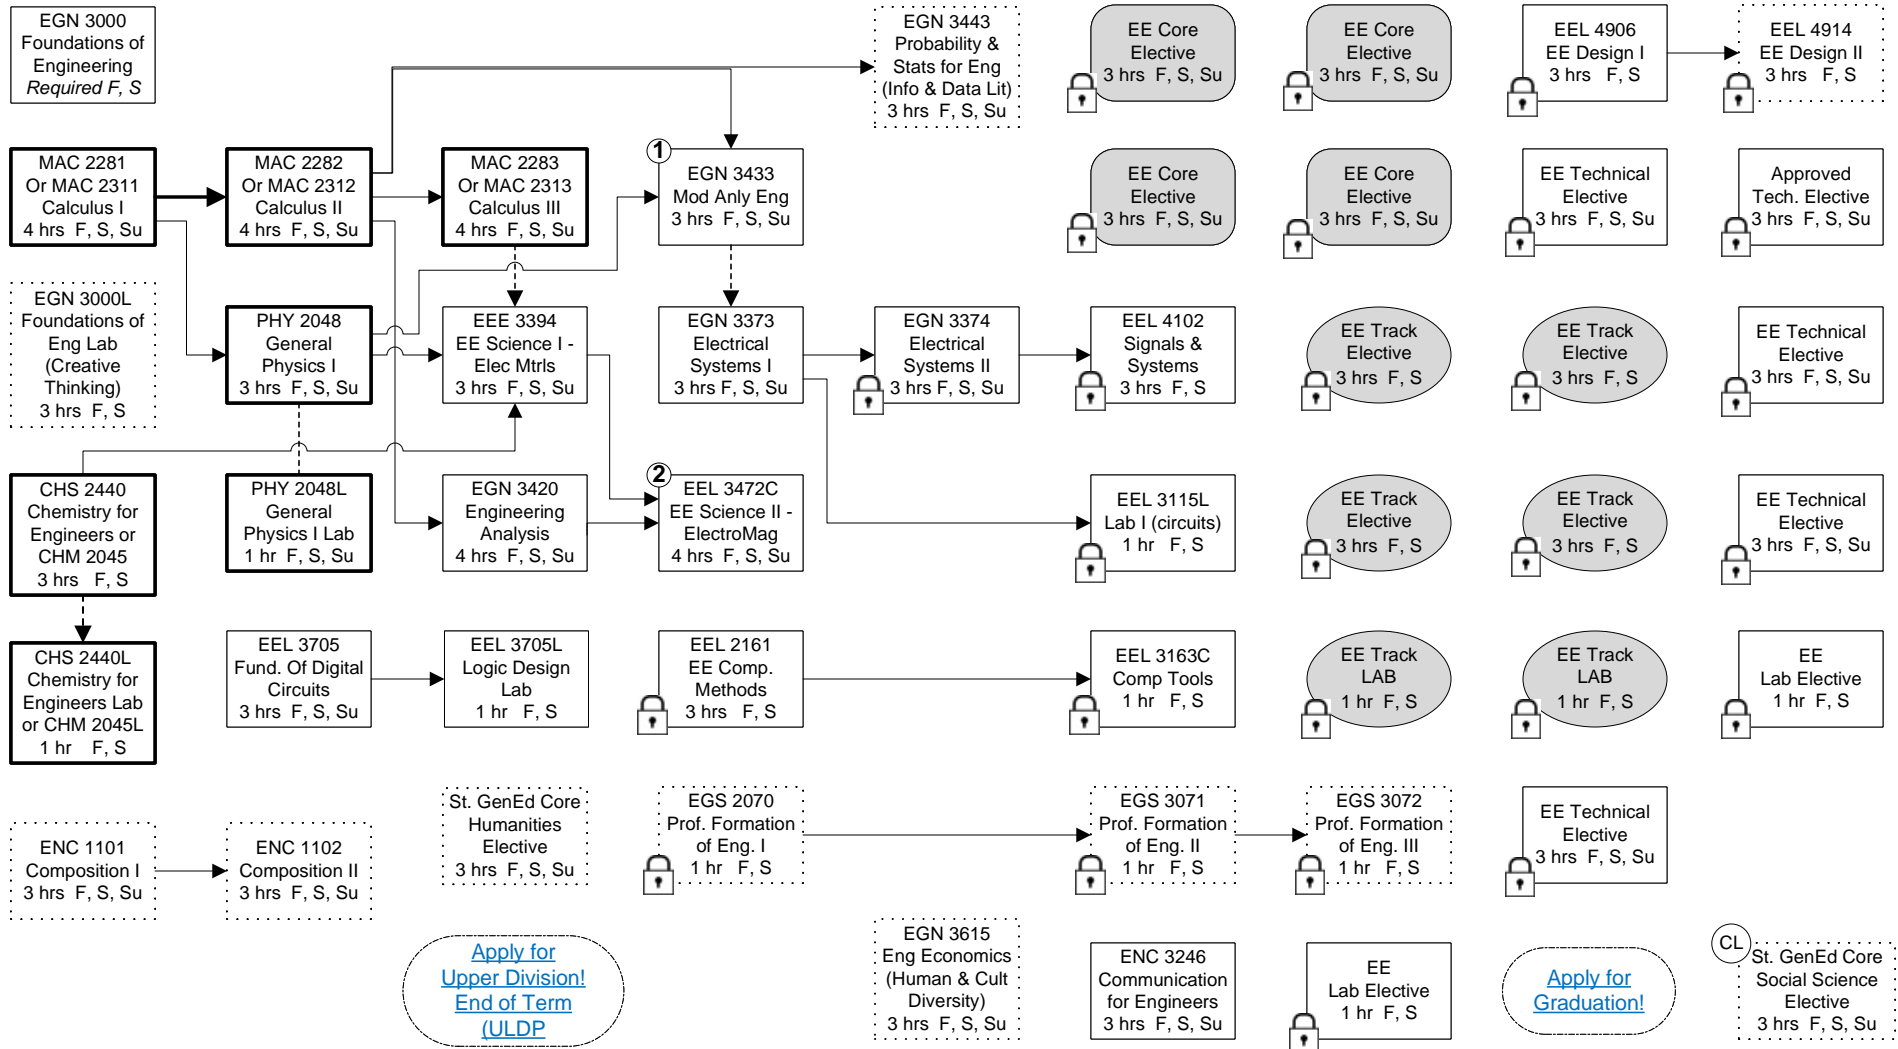 EGN 3000
Foundations of
Engineering
Required F, S
EGN 3443
Probability &
Stats for Eng
(Info & Data Lit)
3 hrs F, S, Su
EE Core
Elective
3 hrs F, S, Su
EE Core
Elective
3 hrs F, S, Su
EEL 4906
EE Design I
3 hrs F, S
EEL 4914
EE Design II
3 hrs F, S
MAC 2281
Or MAC 2311
Calculus I
4 hrs F, S, Su
MAC 2282
Or MAC 2312
Calculus II
4 hrs F, S, Su
MAC 2283
Or MAC 2313
Calculus III
4 hrs F, S, Su
1
EGN 3433
Mod Anly Eng
3 hrs F, S, Su
EE Core
Elective
3 hrs F, S, Su
EE Core
Elective
3 hrs F, S, Su
EE Technical
Elective
3 hrs F, S, Su
Approved
Tech. Elective
3 hrs F, S, Su
EGN 3000L
Foundations of
Eng Lab
(Creative
Thinking)
3 hrs F, S
PHY 2048
General
Physics I
3 hrs F, S, Su
EEE 3394
EE Science I -
Elec Mtrls
3 hrs F, S, Su
EGN 3373
Electrical
Systems I
3 hrs F, S, Su
EGN 3374
Electrical
Systems II
3 hrs F, S, Su
EEL 4102
Signals &
Systems
3 hrs F, S
EE Track
Elective
3 hrs F, S
EE Track
Elective
3 hrs F, S
EE Technical
Elective
3 hrs F, S, Su
CHS 2440
Chemistry for
Engineers or
CHM 2045
3 hrs F, S
PHY 2048L
General
Physics I Lab
1 hr F, S, Su
EGN 3420
Engineering
Analysis
4 hrs F, S, Su
2
EEL 3472C
EE Science II -
ElectroMag
4 hrs F, S, Su
EEL 3115L
Lab I (circuits)
1 hr F, S
EE Track
Elective
3 hrs F, S
EE Track
Elective
3 hrs F, S
EE Technical
Elective
3 hrs F, S, Su
CHS 2440L
Chemistry for
Engineers Lab
or CHM 2045L
1 hr F, S
EEL 3705
Fund. Of Digital
Circuits
3 hrs F, S, Su
EEL 3705L
Logic Design
Lab
1 hr F, S
EEL 2161
EE Comp.
Methods
3 hrs F, S
EEL 3163C
Comp Tools
1 hr F, S
EE Track
LAB
1 hr F, S
EE Track
LAB
1 hr F, S
EE
Lab Elective
1 hr F, S
ENC 1101
Composition I
3 hrs F, S, Su
ENC 1102
Composition II
3 hrs F, S, Su
St. GenEd Core
Humanities
Elective
3 hrs F, S, Su
EGS 2070
Prof. Formation
of Eng. I
1 hr F, S
EGS 3071
Prof. Formation
of Eng. II
1 hr F, S
EGS 3072
Prof. Formation
of Eng. III
1 hr F, S
EE Technical
Elective
3 hrs F, S, Su
Apply for
Upper Division!
End of Term
(ULDP
EGN 3615
Eng Economics
(Human & Cult
Diversity)
3 hrs F, S, Su
ENC 3246
Communication
for Engineers
3 hrs F, S, Su
EE
Lab Elective
1 hr F, S
Apply for
Graduation!
CL
St. GenEd Core
Social Science
Elective
3 hrs F, S, Su